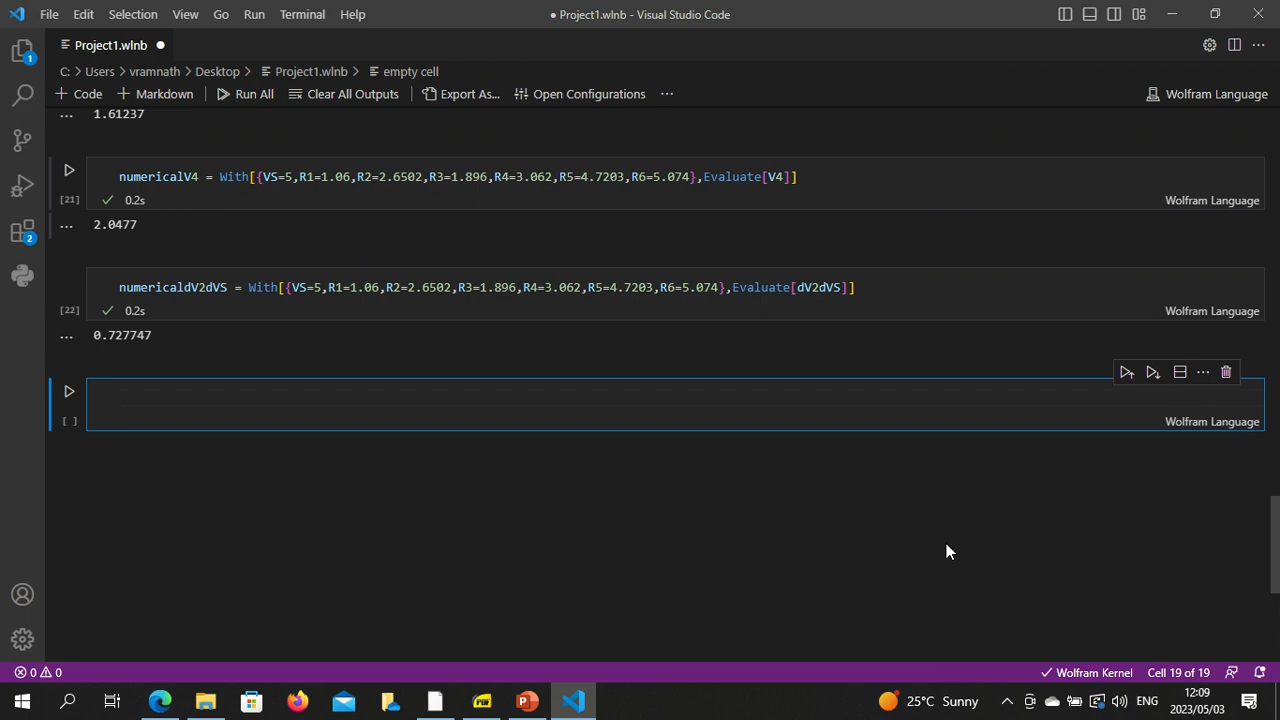 File Edit Selection View Go Run Terminal Help ● Project1.wlnb - Visual Studio Code
Project1.wlnb ●
C: > Users > vramnath > Desktop > Project1.wlnb > empty cell
+ Code + Markdown Run All Clear All Outputs Export As... Open Configurations ... Wolfram Language
... 1.61237
numericalV4 = With[{VS=5,R1=1.06,R2=2.6502,R3=1.896,R4=3.062,R5=4.7203,R6=5.074},Evaluate[V4]]
[21] ✓ 0.2s Wolfram Language
... 2.0477
numericaldV2dVS = With[{VS=5,R1=1.06,R2=2.6502,R3=1.896,R4=3.062,R5=4.7203,R6=5.074},Evaluate[dV2dVS]]
[22] ✓ 0.2s Wolfram Language
... 0.727747
[ ] Wolfram Language
1
2
0 0 Wolfram Kernel Cell 19 of 19
PDF P 25°C Sunny ENG 12:09
2023/05/03